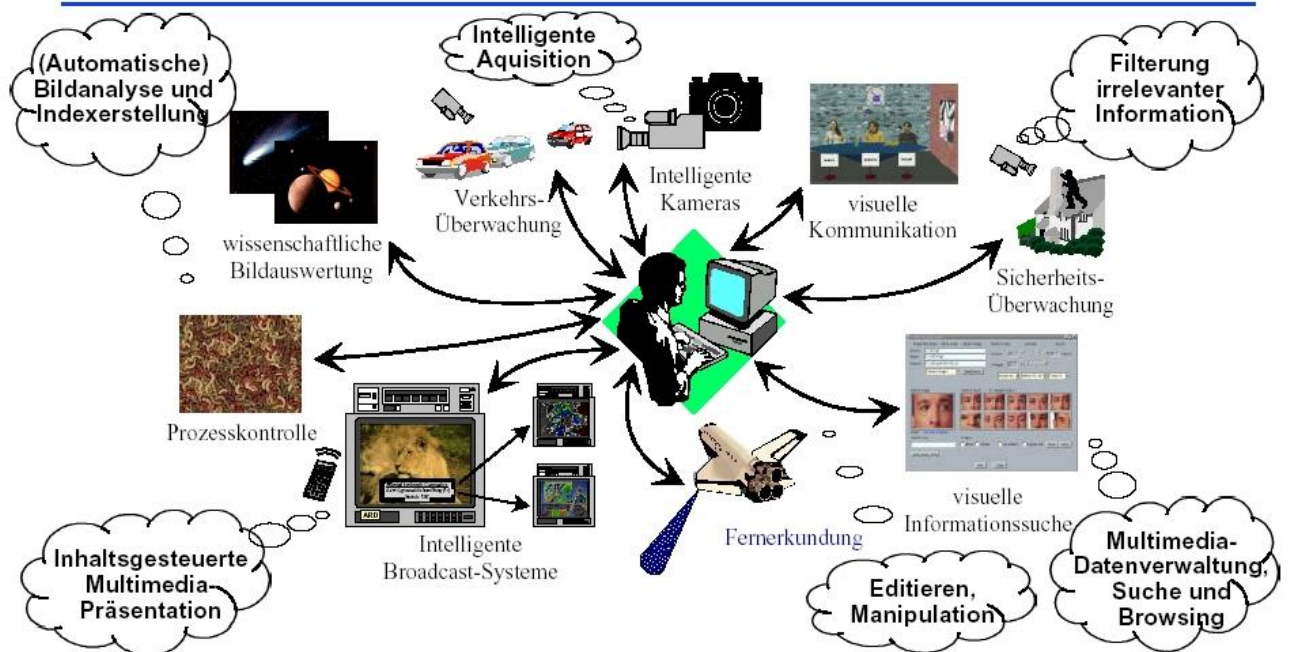 (Automatische)
Bildanalyse und
Indexerstellung
Intelligente
Aquisition
Filterung
irrelevanter
Information
wissenschaftliche
Bildauswertung
Verkehrs-
Überwachung
Intelligente
Kameras
visuelle
Kommunikation
Sicherheits-
Überwachung
Prozesskontrolle
ARD
Intelligente
Broadcast-Systeme
Fernerkundung
visuelle
Informationssuche
Inhaltsgesteuerte
Multimedia-
Präsentation
Editieren,
Manipulation
Multimedia-
Datenverwaltung,
Suche und
Browsing